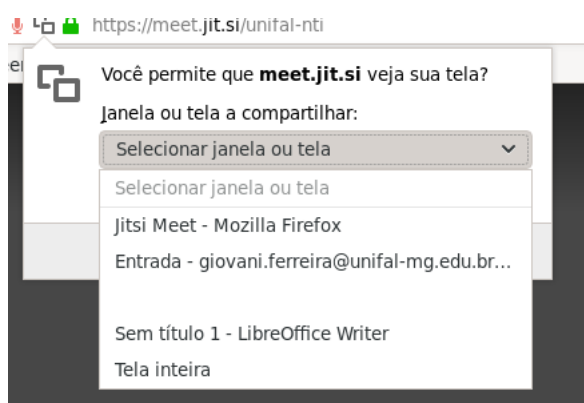 https://meet.jit.si/unifal-nti
Você permite que meet.jit.si veja sua tela?
Janela ou tela a compartilhar:
Selecionar janela ou tela
Selecionar janela ou tela
Jitsi Meet - Mozilla Firefox
Entrada - giovani.ferreira@unifal-mg.edu.br...
Sem título 1 - LibreOffice Writer
Tela inteira